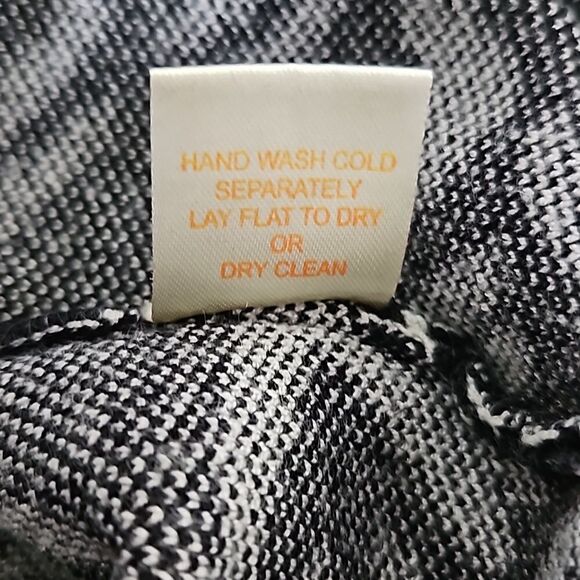 HAND WASH COLD
SEPARATELY
LAY FLAT TO DRY
OR
DRY CLEAN